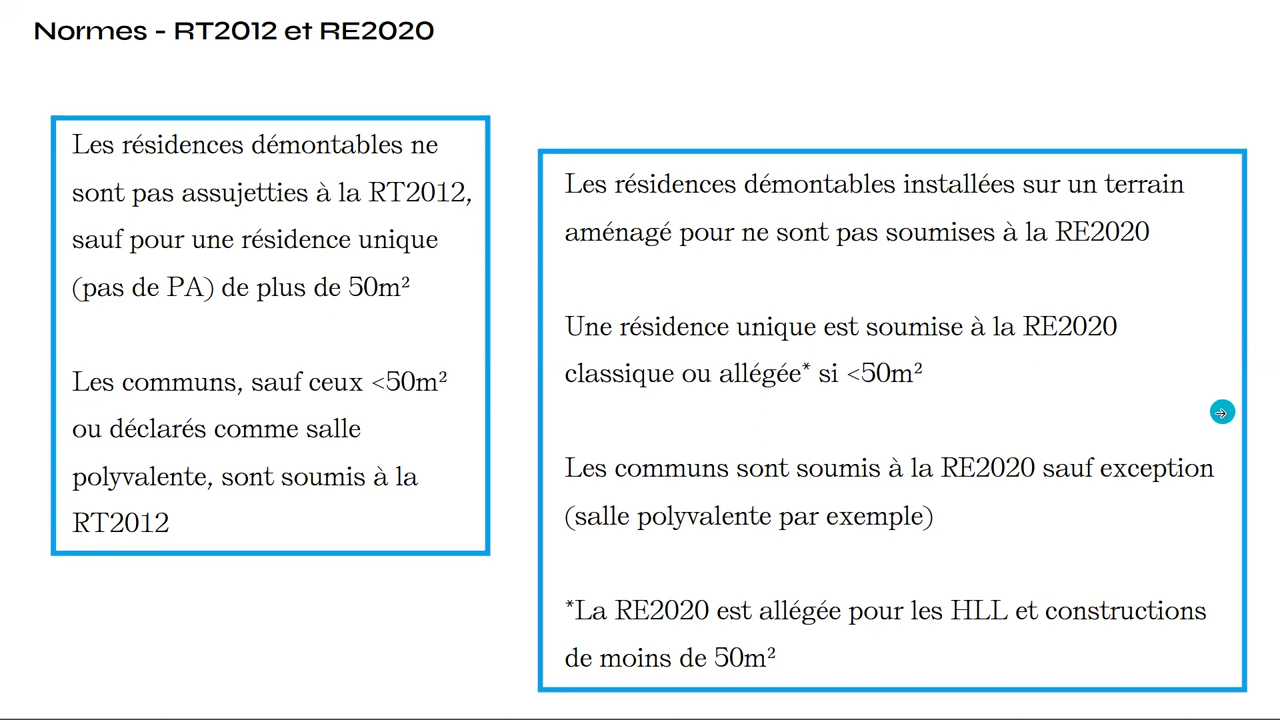 Normes - RT2012 et RE2020
Les résidences démontables ne
sont pas assujetties à la RT2012,
sauf pour une résidence unique
(pas de PA) de plus de 50m²
Les communs, sauf ceux <50m²
ou déclarés comme salle
polyvalente, sont soumis à la
RT2012
Les résidences démontables installées sur un terrain
aménagé pour ne sont pas soumises à la RE2020
Une résidence unique est soumise à la RE2020
classique ou allégée* si <50m²
Les communs sont soumis à la RE2020 sauf exception
(salle polyvalente par exemple)
*La RE2020 est allégée pour les HLL et constructions
de moins de 50m²